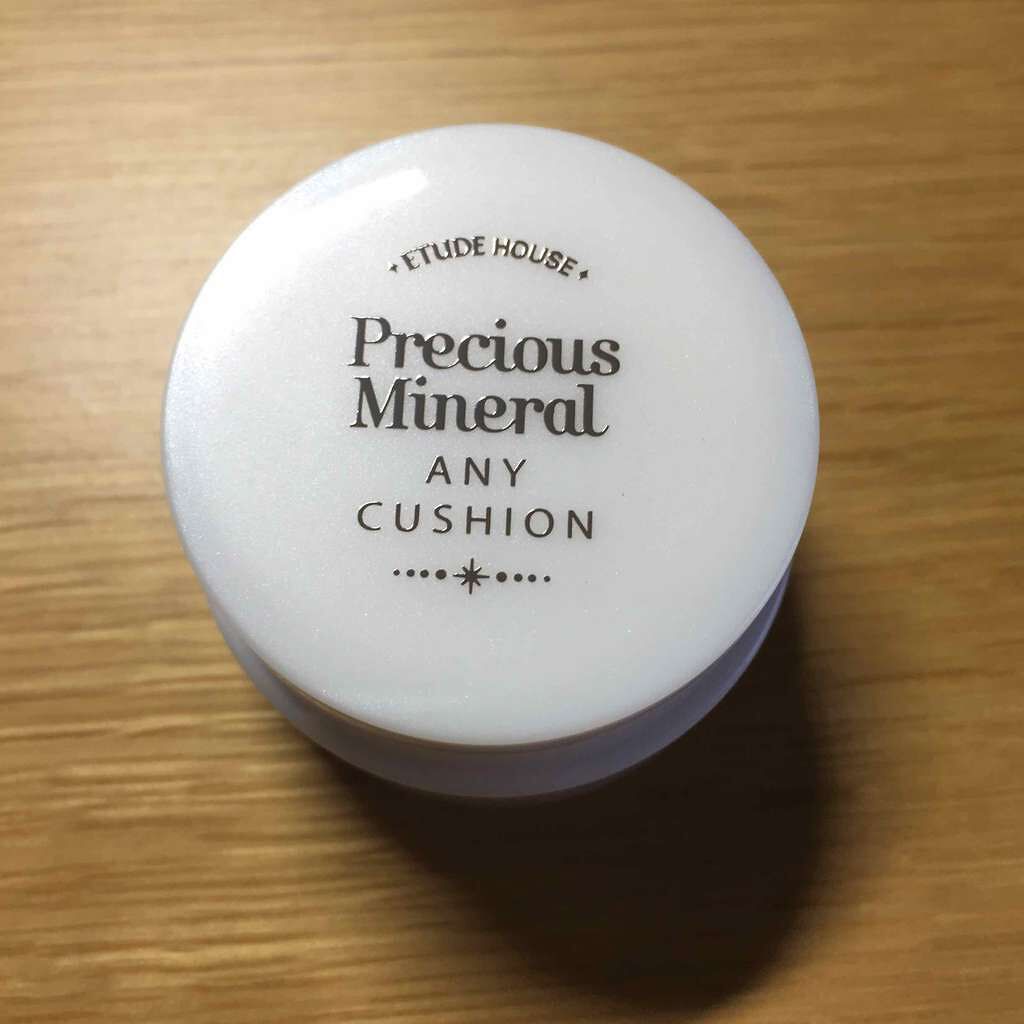 ETUDE HOUSE
Precious
Mineral
ANY
CUSHION